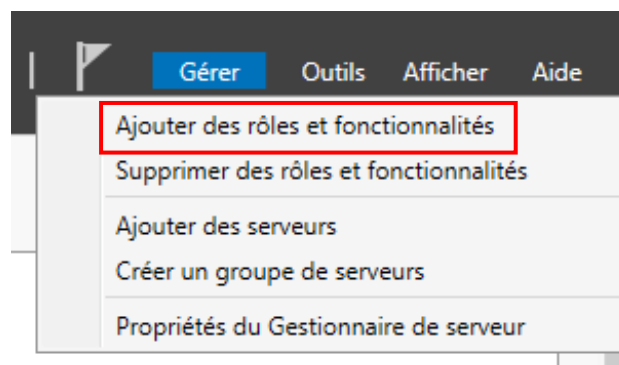 Gérer Outils Afficher Aide
Ajouter des rôles et fonctionnalités
Supprimer des rôles et fonctionnalités
Ajouter des serveurs
Créer un groupe de serveurs
Propriétés du Gestionnaire de serveur